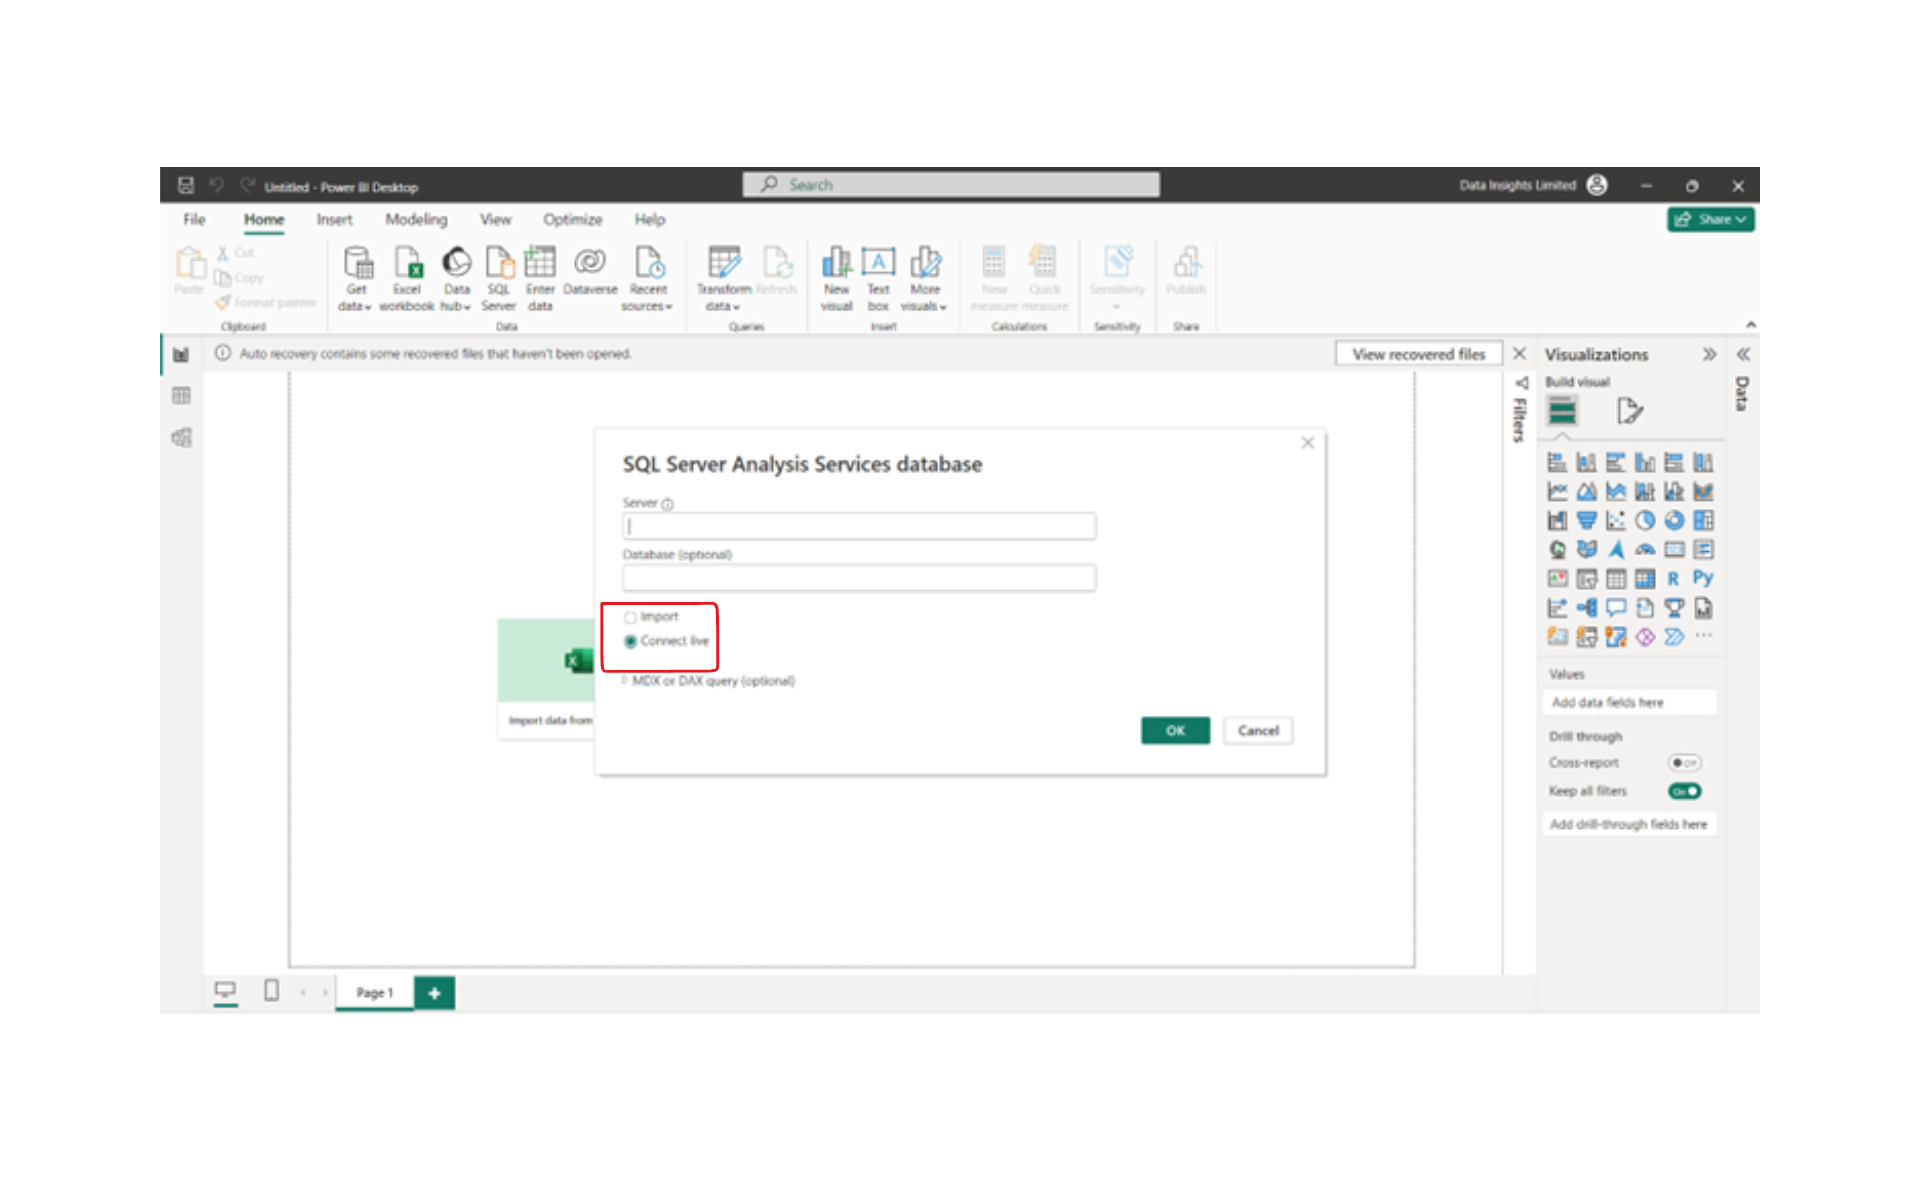 Untitled - Power BI Desktop
Search
Data Insights Limited
File Home Insert Modeling View Optimize Help
Share
Paste
Cut
Copy
Format painter
Clipboard
Get data
Excel workbook
Data hub
SQL Server
Enter data
Dataverse
Recent sources
Data
Transform data
Refresh
Queries
New visual
Text box
More visuals
Insert
New measure
Quick measure
Calculations
Sensitivity
Sensitivity
Publish
Share
Auto recovery contains some recovered files that haven't been opened.
View recovered files
Filters
Visualizations
Build visual
Data
SQL Server Analysis Services database
Server
Database (optional)
Import
Connect live
MDX or DAX query (optional)
OK
Cancel
Import data from
R Py
Values
Add data fields here
Drill through
Cross-report
Off
Keep all filters
On
Add drill-through fields here
Page 1